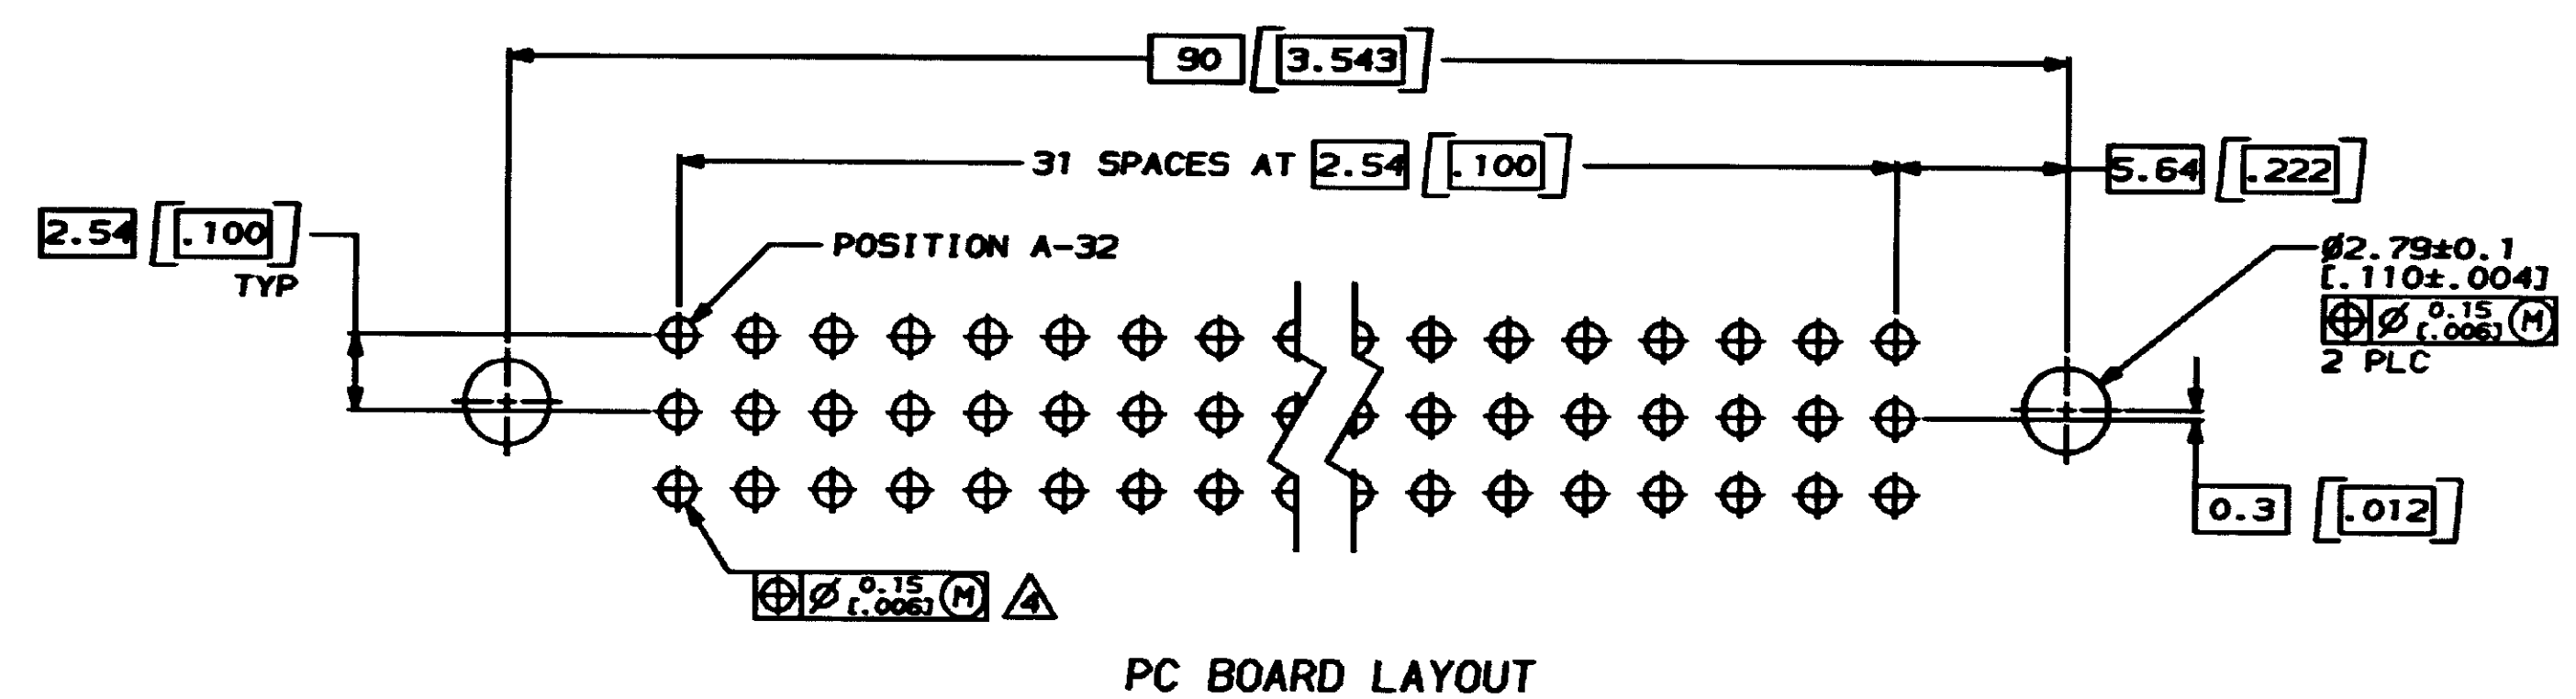 90 [3.543]
31 SPACES AT 2.54 [.100]
5.64 [.222]
2.54 [.100]
TYP
POSITION A-32
Ø2.79±0.1
[.110±.004]
⌖ Ø 0.15 [.006] Ⓜ
2 PLC
0.3 [.012]
⌖ Ø 0.15 [.006] Ⓜ 4
PC BOARD LAYOUT